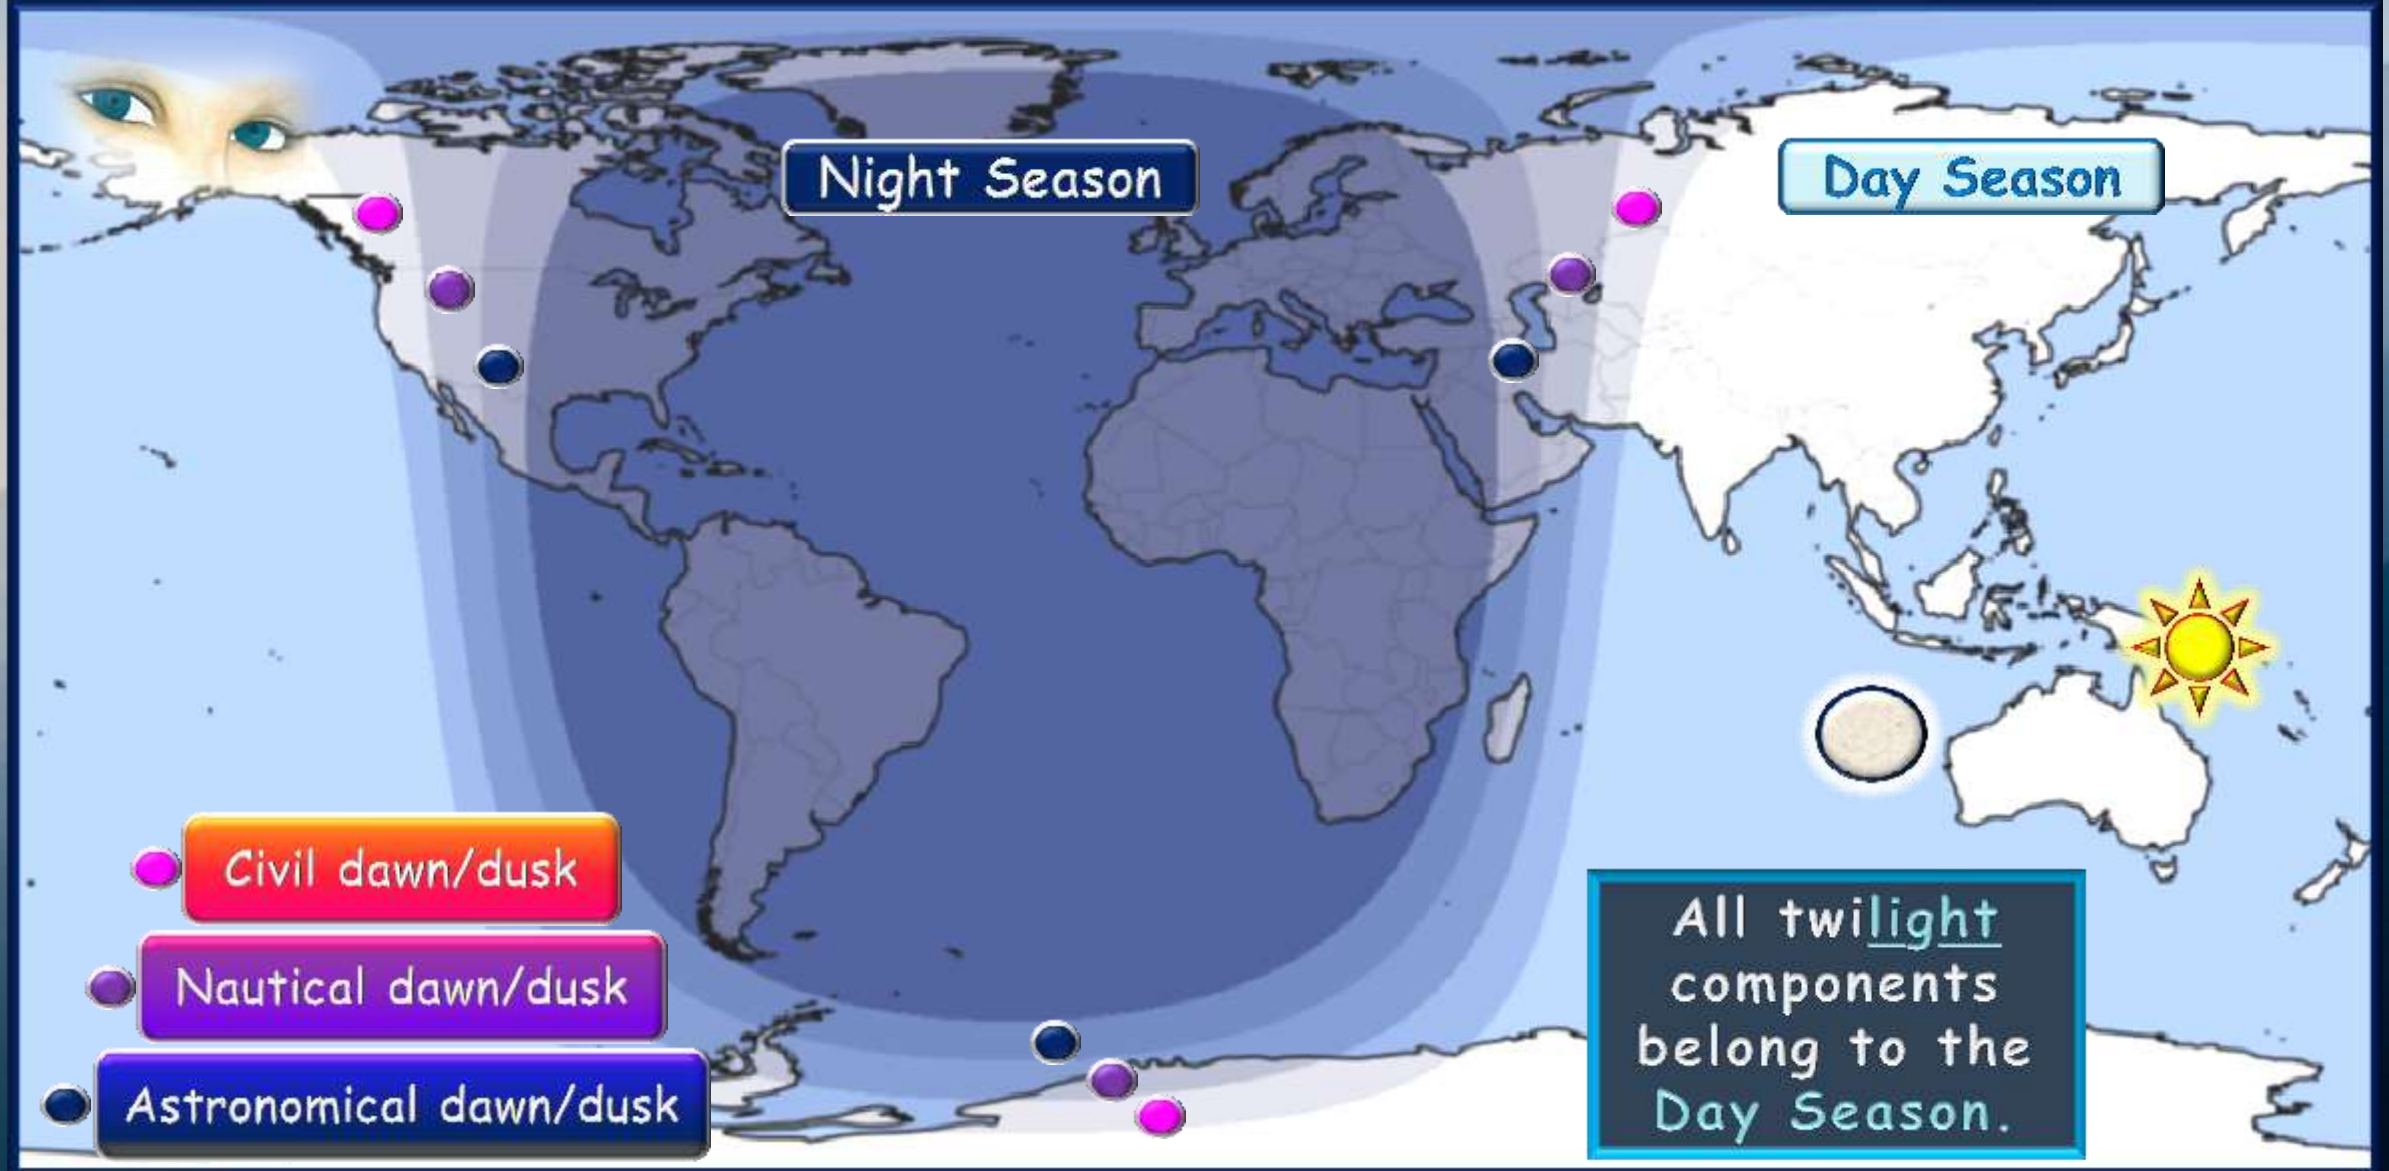 Night Season
Day Season
Civil dawn/dusk
Nautical dawn/dusk
Astronomical dawn/dusk
All twilight
components
belong to the
Day Season.